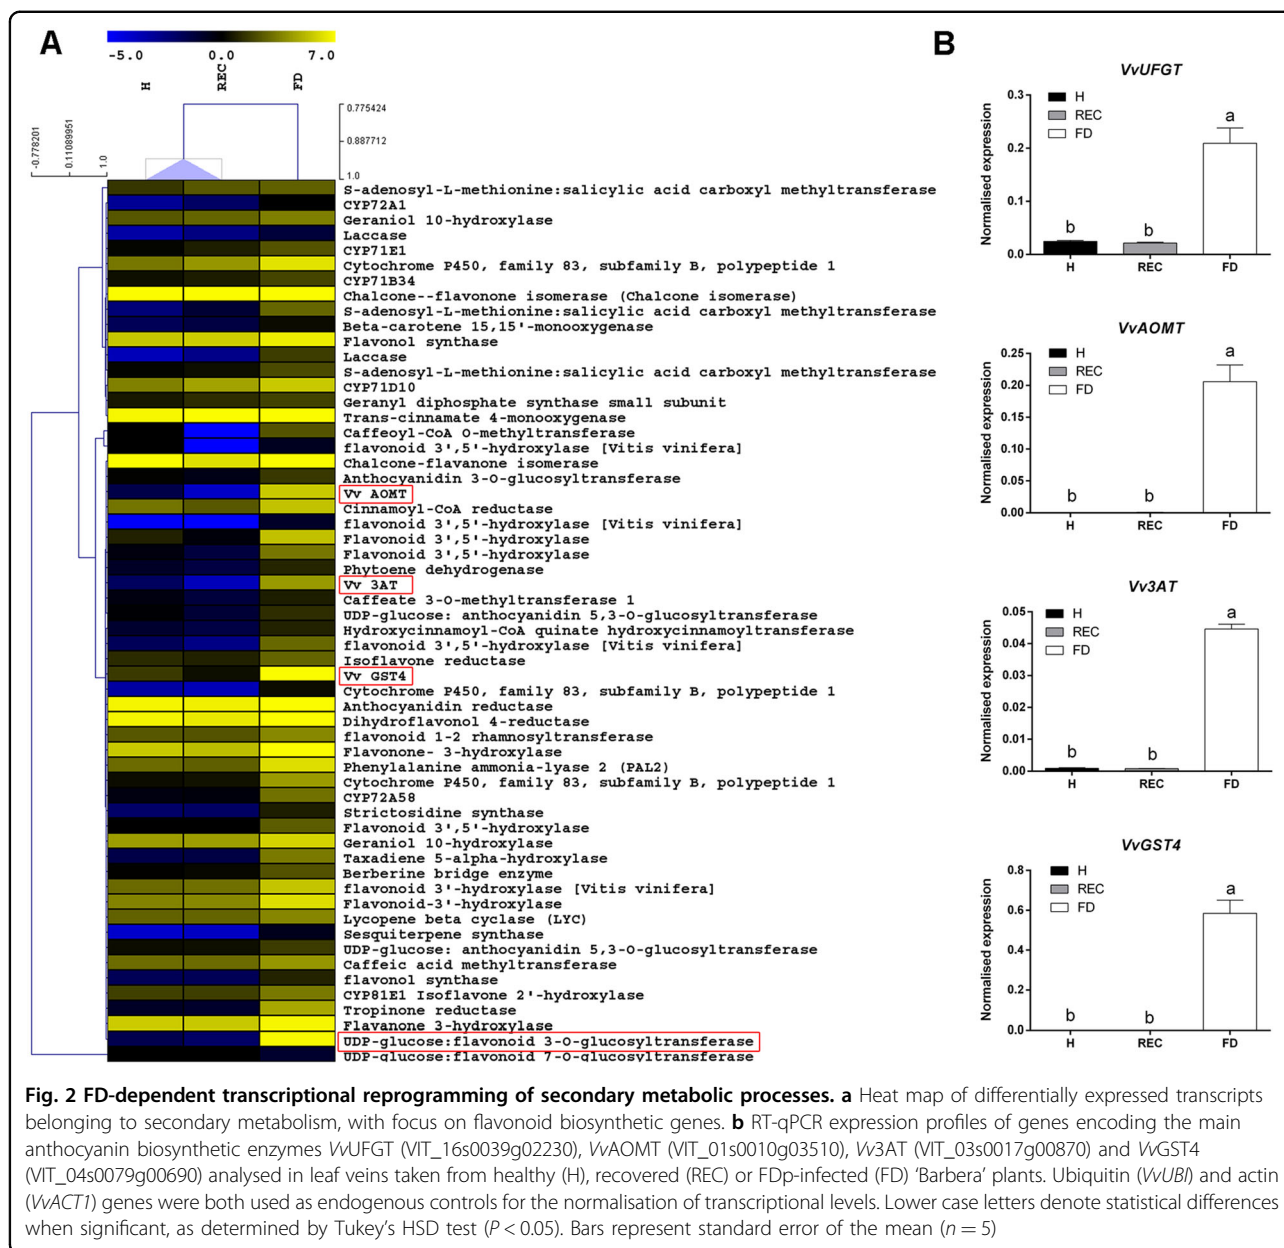 A
-5.0 0.0 7.0
H
REC
FD
0.775424
0.887712
1.0
-0.778201
0.11089951
1.0
S-adenosyl-L-methionine:salicylic acid carboxyl methyltransferase
CYP72A1
Geraniol 10-hydroxylase
Laccase
CYP71E1
Cytochrome P450, family 83, subfamily B, polypeptide 1
CYP71B34
Chalcone--flavonone isomerase (Chalcone isomerase)
S-adenosyl-L-methionine:salicylic acid carboxyl methyltransferase
Beta-carotene 15,15'-monooxygenase
Flavonol synthase
Laccase
S-adenosyl-L-methionine:salicylic acid carboxyl methyltransferase
CYP71D10
Geranyl diphosphate synthase small subunit
Trans-cinnamate 4-monooxygenase
Caffeoyl-CoA O-methyltransferase
flavonoid 3',5'-hydroxylase [Vitis vinifera]
Chalcone-flavanone isomerase
Anthocyanidin 3-O-glucosyltransferase
Vv AOMT
Cinnamoyl-CoA reductase
flavonoid 3',5'-hydroxylase [Vitis vinifera]
Flavonoid 3',5'-hydroxylase
Flavonoid 3',5'-hydroxylase
Phytoene dehydrogenase
Vv 3AT
Caffeate 3-O-methyltransferase 1
UDP-glucose: anthocyanidin 5,3-O-glucosyltransferase
Hydroxycinnamoyl-CoA quinate hydroxycinnamoyltransferase
flavonoid 3',5'-hydroxylase [Vitis vinifera]
Isoflavone reductase
Vv GST4
Cytochrome P450, family 83, subfamily B, polypeptide 1
Anthocyanidin reductase
Dihydroflavonol 4-reductase
flavonoid 1-2 rhamnosyltransferase
Flavonone- 3-hydroxylase
Phenylalanine ammonia-lyase 2 (PAL2)
Cytochrome P450, family 83, subfamily B, polypeptide 1
CYP72A58
Strictosidine synthase
Flavonoid 3',5'-hydroxylase
Geraniol 10-hydroxylase
Taxadiene 5-alpha-hydroxylase
Berberine bridge enzyme
flavonoid 3'-hydroxylase [Vitis vinifera]
Flavonoid-3'-hydroxylase
Lycopene beta cyclase (LYC)
Sesquiterpene synthase
UDP-glucose: anthocyanidin 5,3-O-glucosyltransferase
Caffeic acid methyltransferase
flavonol synthase
CYP81E1 Isoflavone 2'-hydroxylase
Tropinone reductase
Flavanone 3-hydroxylase
UDP-glucose:flavonoid 3-O-glucosyltransferase
UDP-glucose:flavonoid 7-O-glucosyltransferase
B
VvUFGT
Normalised expression
0.3
0.2
0.1
0.0
H
REC
FD
b b a
H REC FD
VvAOMT
Normalised expression
0.25
0.20
0.15
0.10
0.05
0.00
H
REC
FD
b b a
H REC FD
Vv3AT
Normalised expression
0.05
0.04
0.03
0.02
0.01
0.00
H
REC
FD
b b a
H REC FD
VvGST4
Normalised expression
0.8
0.6
0.4
0.2
0.0
H
REC
FD
b b a
H REC FD
Fig. 2 FD-dependent transcriptional reprogramming of secondary metabolic processes. a Heat map of differentially expressed transcripts
belonging to secondary metabolism, with focus on flavonoid biosynthetic genes. b RT-qPCR expression profiles of genes encoding the main
anthocyanin biosynthetic enzymes VvUFGT (VIT_16s0039g02230), VvAOMT (VIT_01s0010g03510), Vv3AT (VIT_03s0017g00870) and VvGST4
(VIT_04s0079g00690) analysed in leaf veins taken from healthy (H), recovered (REC) or FDp-infected (FD) ‘Barbera’ plants. Ubiquitin (VvUBI) and actin
(VvACT1) genes were both used as endogenous controls for the normalisation of transcriptional levels. Lower case letters denote statistical differences
when significant, as determined by Tukey’s HSD test (P < 0.05). Bars represent standard error of the mean (n = 5)